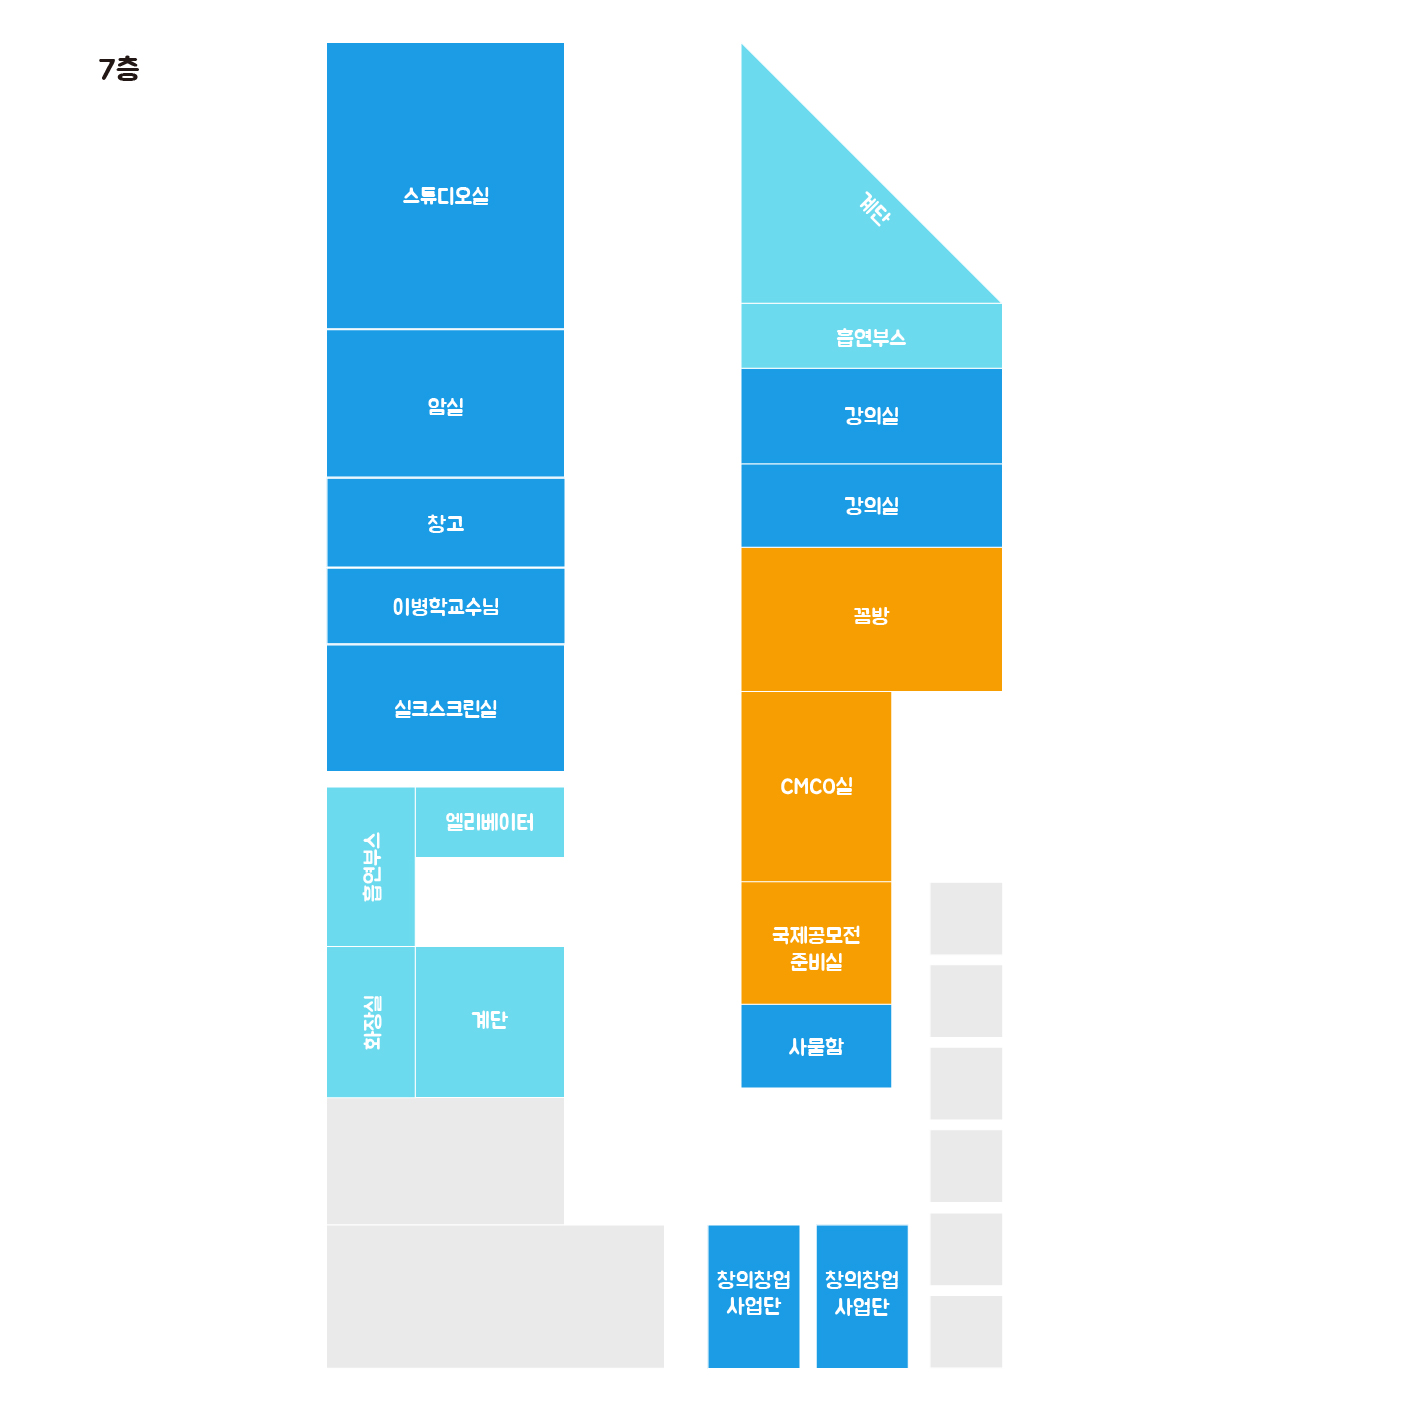 7층
스튜디오실
암실
창고
이병학교수님
실크스크린실
엘리베이터
흡연부스
화장실
계단
계단
흡연부스
강의실
강의실
꼼방
CMCO실
국제공모전
준비실
사물함
창의창업
사업단
창의창업
사업단